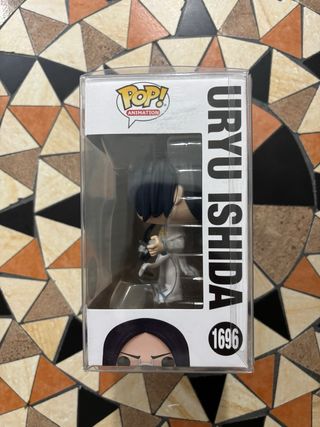 POP!
ANIMATION
URYU ISHIDA
1696